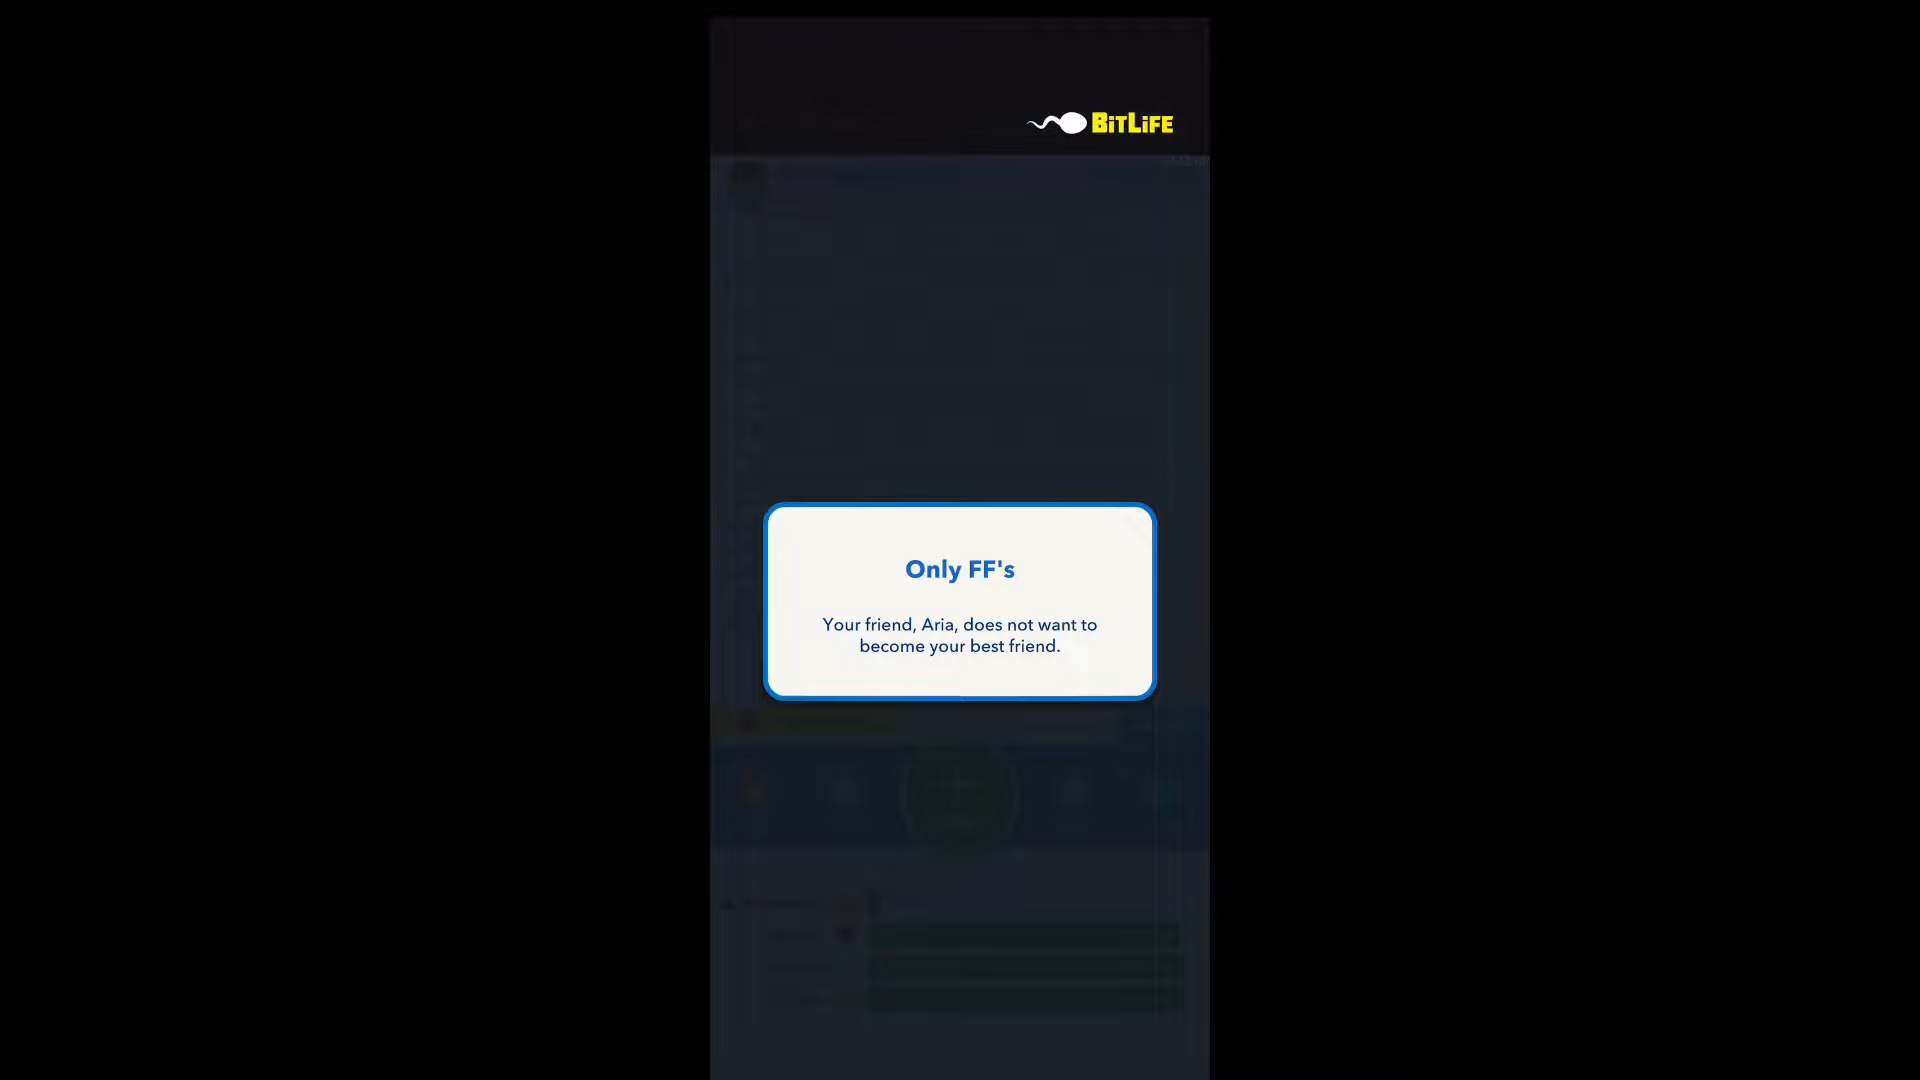 BITLIFE
Only FF's
Your friend, Aria, does not want to
become your best friend.